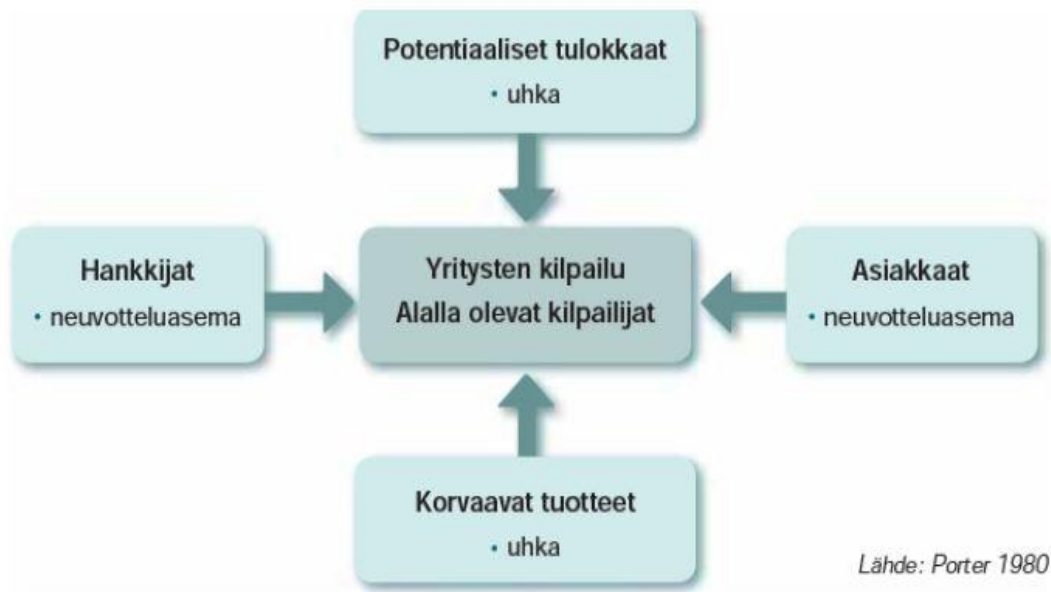 Potentiaaliset tulokkaat
• uhka
Hankkijat
• neuvotteluasema
Yritysten kilpailu
Alalla olevat kilpailijat
Asiakkaat
• neuvotteluasema
Korvaavat tuotteet
• uhka
Lähde: Porter 1980